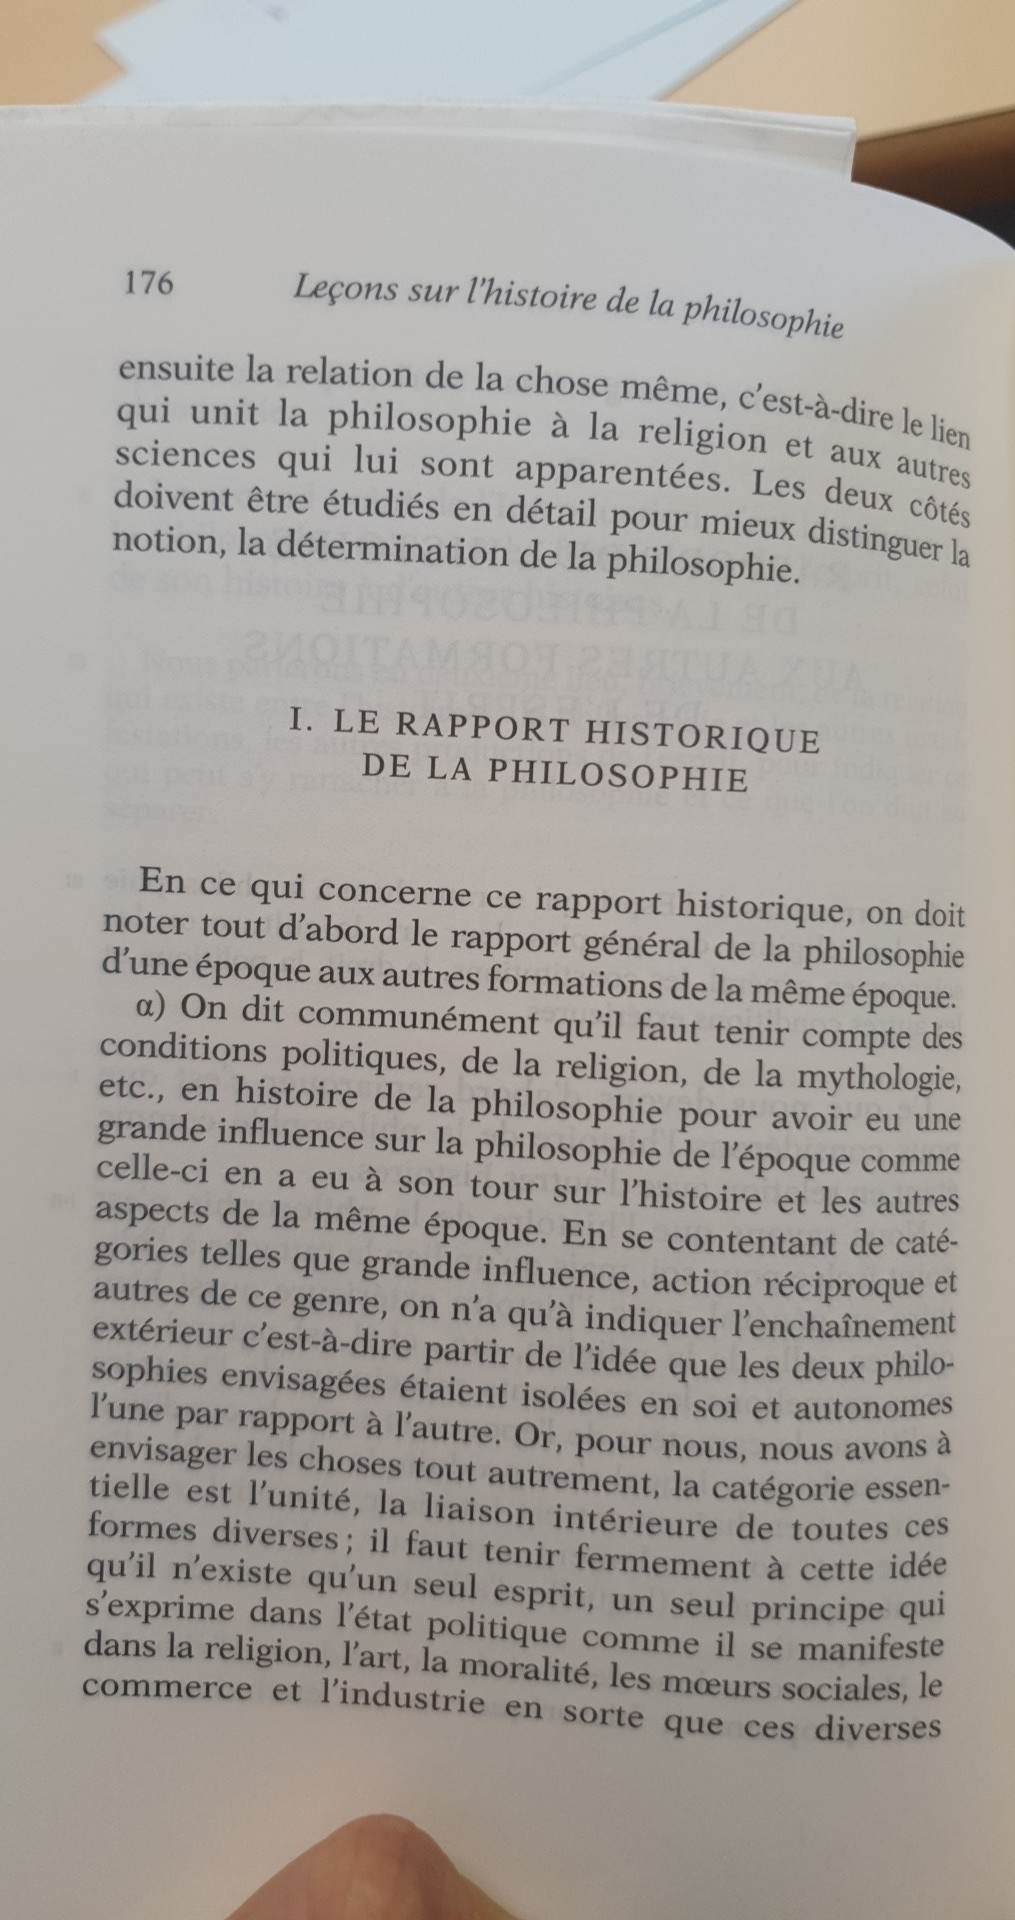 176 Leçons sur l'histoire de la philosophie
ensuite la relation de la chose même, c'est-à-dire le lien
qui unit la philosophie à la religion et aux autres
sciences qui lui sont apparentées. Les deux côtés
doivent être étudiés en détail pour mieux distinguer la
notion, la détermination de la philosophie.
I. LE RAPPORT HISTORIQUE
DE LA PHILOSOPHIE
En ce qui concerne ce rapport historique, on doit
noter tout d'abord le rapport général de la philosophie
d'une époque aux autres formations de la même époque.
α) On dit communément qu'il faut tenir compte des
conditions politiques, de la religion, de la mythologie,
etc., en histoire de la philosophie pour avoir eu une
grande influence sur la philosophie de l'époque comme
celle-ci en a eu à son tour sur l'histoire et les autres
aspects de la même époque. En se contentant de caté-
gories telles que grande influence, action réciproque et
autres de ce genre, on n'a qu'à indiquer l'enchaînement
extérieur c'est-à-dire partir de l'idée que les deux philo-
sophies envisagées étaient isolées en soi et autonomes
l'une par rapport à l'autre. Or, pour nous, nous avons à
envisager les choses tout autrement, la catégorie essen-
tielle est l'unité, la liaison intérieure de toutes ces
formes diverses ; il faut tenir fermement à cette idée
qu'il n'existe qu'un seul esprit, un seul principe qui
s'exprime dans l'état politique comme il se manifeste
dans la religion, l'art, la moralité, les mœurs sociales, le
commerce et l'industrie en sorte que ces diverses